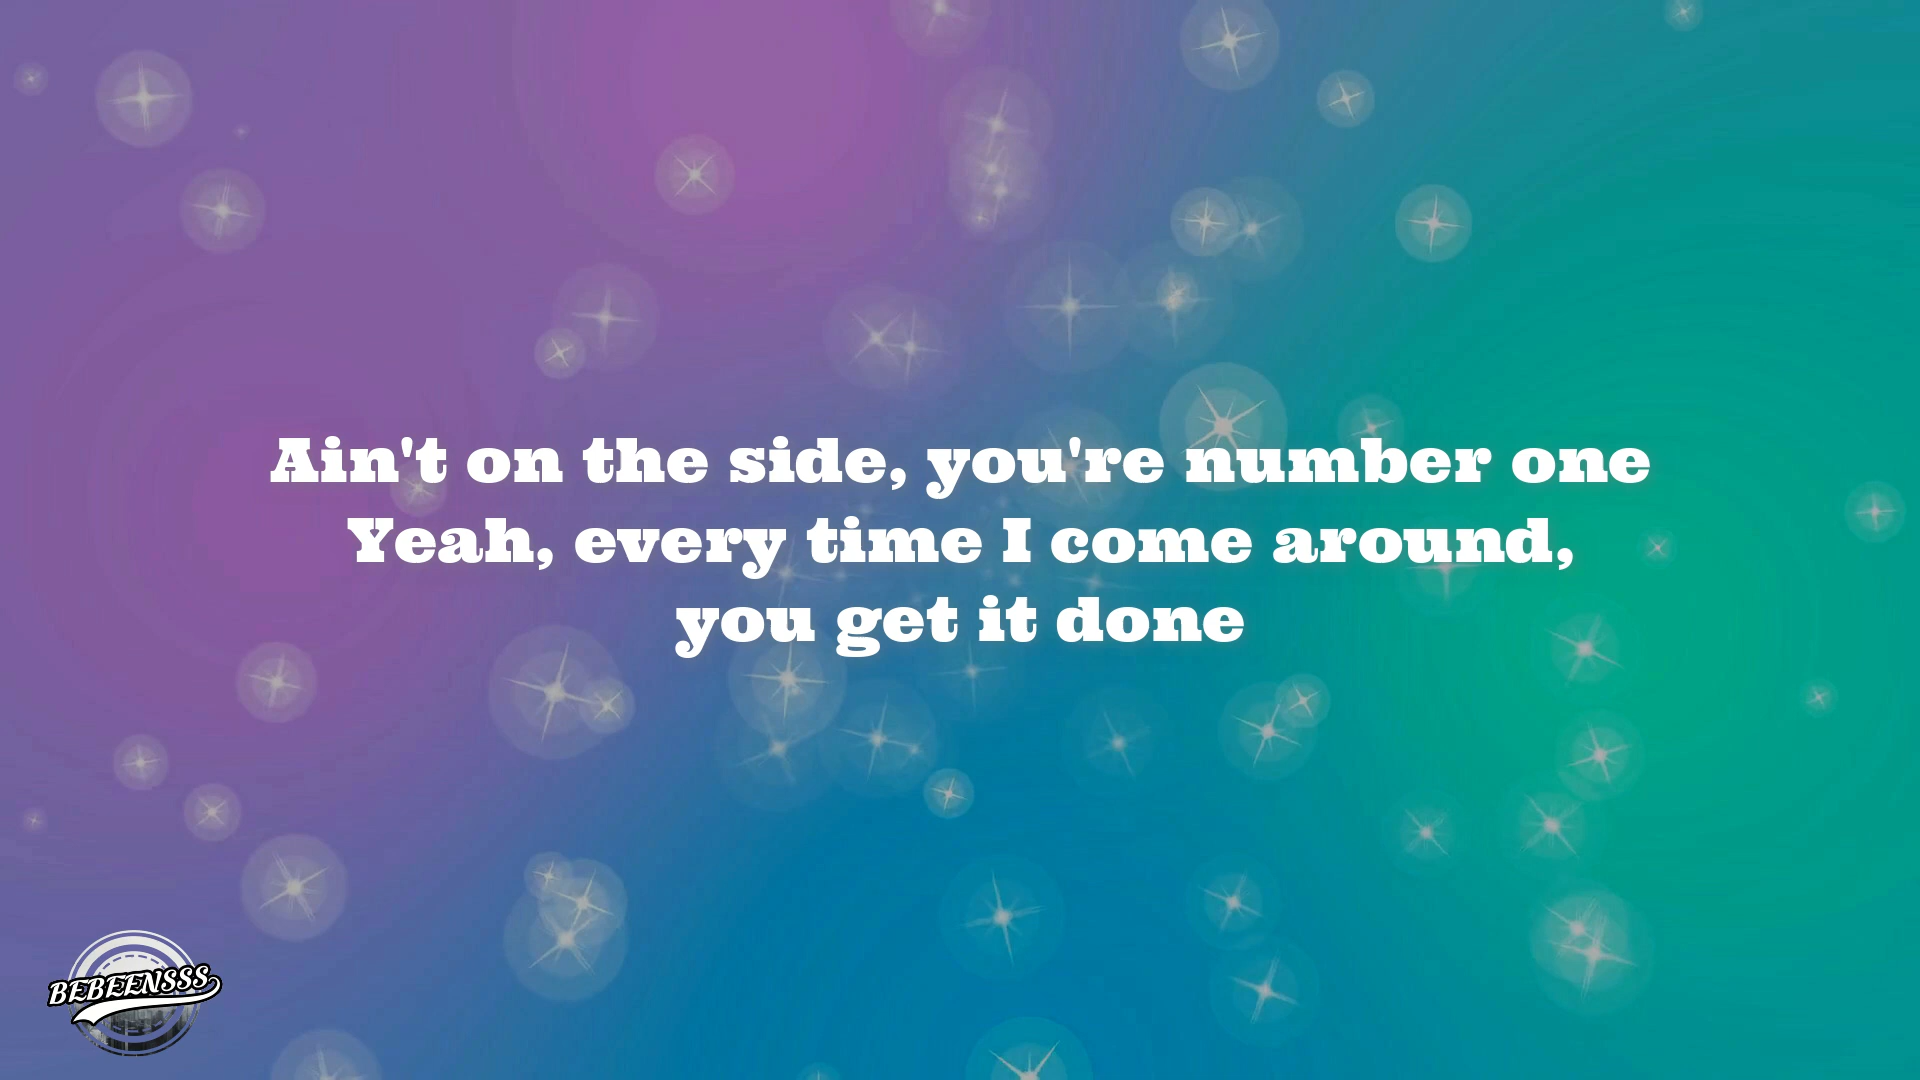 Ain't on the side, you're number one
Yeah, every time I come around,
you get it done
BEBEENSSS